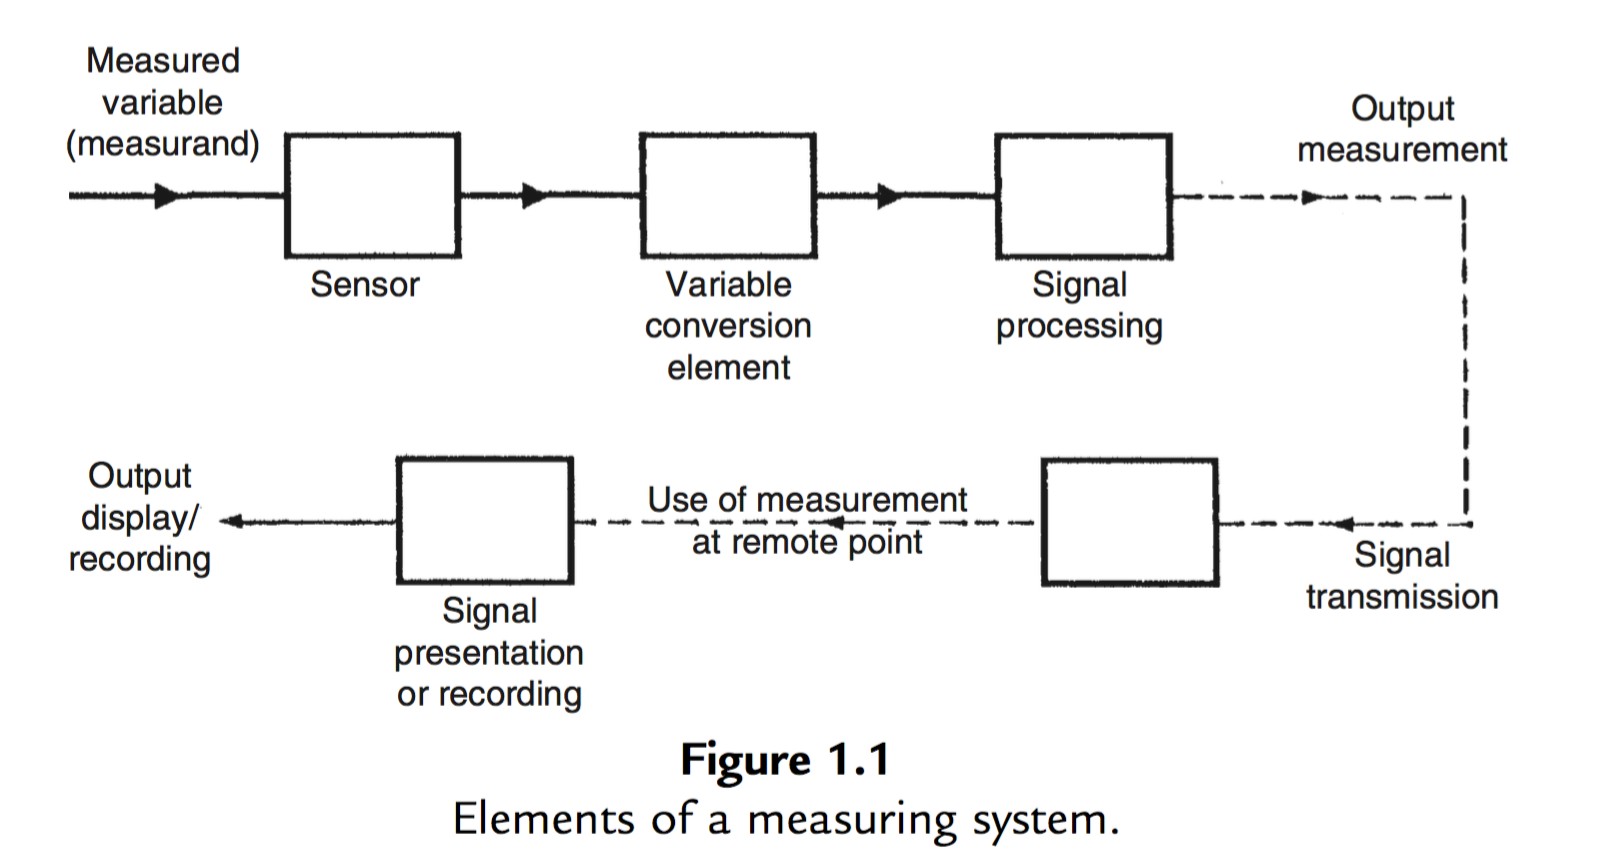 Measured
variable
(measurand)
Output
measurement
Sensor
Variable
conversion
element
Signal
processing
Output
display/
recording
Use of measurement
at remote point
Signal
transmission
Signal
presentation
or recording
Figure 1.1
Elements of a measuring system.